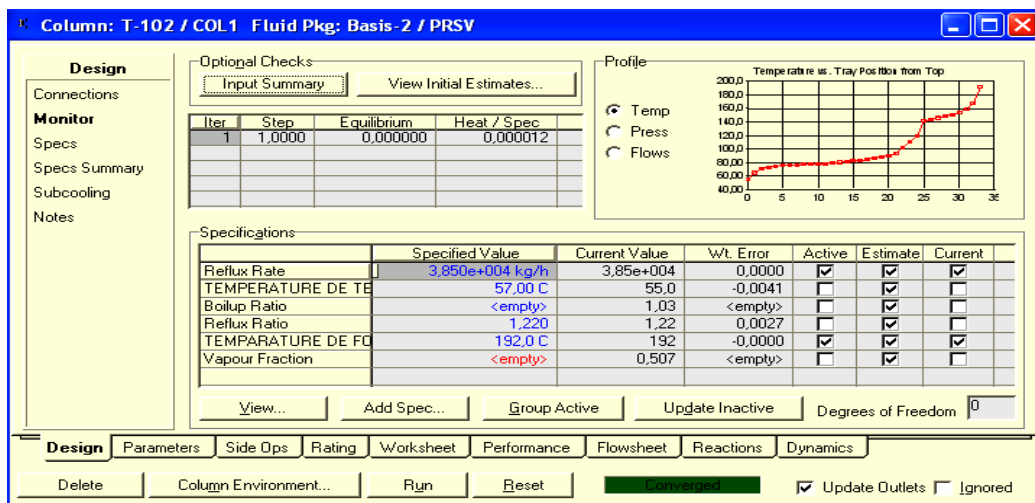 Column: T-102 / COL1 Fluid Pkg: Basis-2 / PRSV
Design
Connections
Monitor
Specs
Specs Summary
Subcooling
Notes
Optional Checks
Input Summary
View Initial Estimates...
Iter Step Equilibrium Heat / Spec
1 1,0000 0,000000 0,000012
Profile
Temp
Press
Flows
Temperature vs. Tray Position from Top
200,0
180,0
160,0
140,0
120,0
100,0
80,00
60,00
40,00
0 5 10 15 20 25 30 35
Specifications
Specified Value Current Value Wt. Error Active Estimate Current
Reflux Rate 3,850e+004 kg/h 3,85e+004 0,0000
TEMPERATURE DE TE 57,00 C 55,0 -0,0041
Boilup Ratio <empty> 1,03 <empty>
Reflux Ratio 1,220 1,22 0,0027
TEMPARATURE DE FO 192,0 C 192 -0,0000
Vapour Fraction <empty> 0,507 <empty>
View... Add Spec... Group Active Update Inactive Degrees of Freedom 0
Design Parameters Side Ops Rating Worksheet Performance Flowsheet Reactions Dynamics
Delete Column Environment... Run Reset Converged Update Outlets Ignored